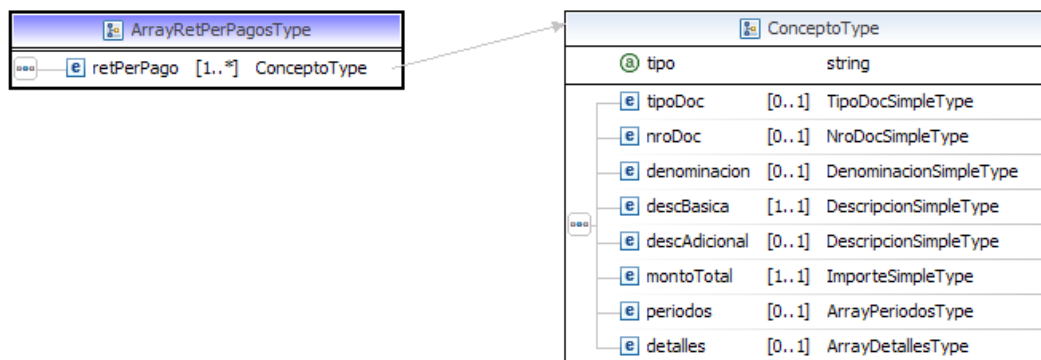 ArrayRetPerPagosType
e retPerPago [1..*] ConceptoType
ConceptoType
a tipo string
e tipoDoc [0..1] TipoDocSimpleType
e nroDoc [0..1] NroDocSimpleType
e denominacion [0..1] DenominacionSimpleType
e descBasica [1..1] DescripcionSimpleType
e descAdicional [0..1] DescripcionSimpleType
e montoTotal [1..1] ImporteSimpleType
e periodos [0..1] ArrayPeriodosType
e detalles [0..1] ArrayDetallesType